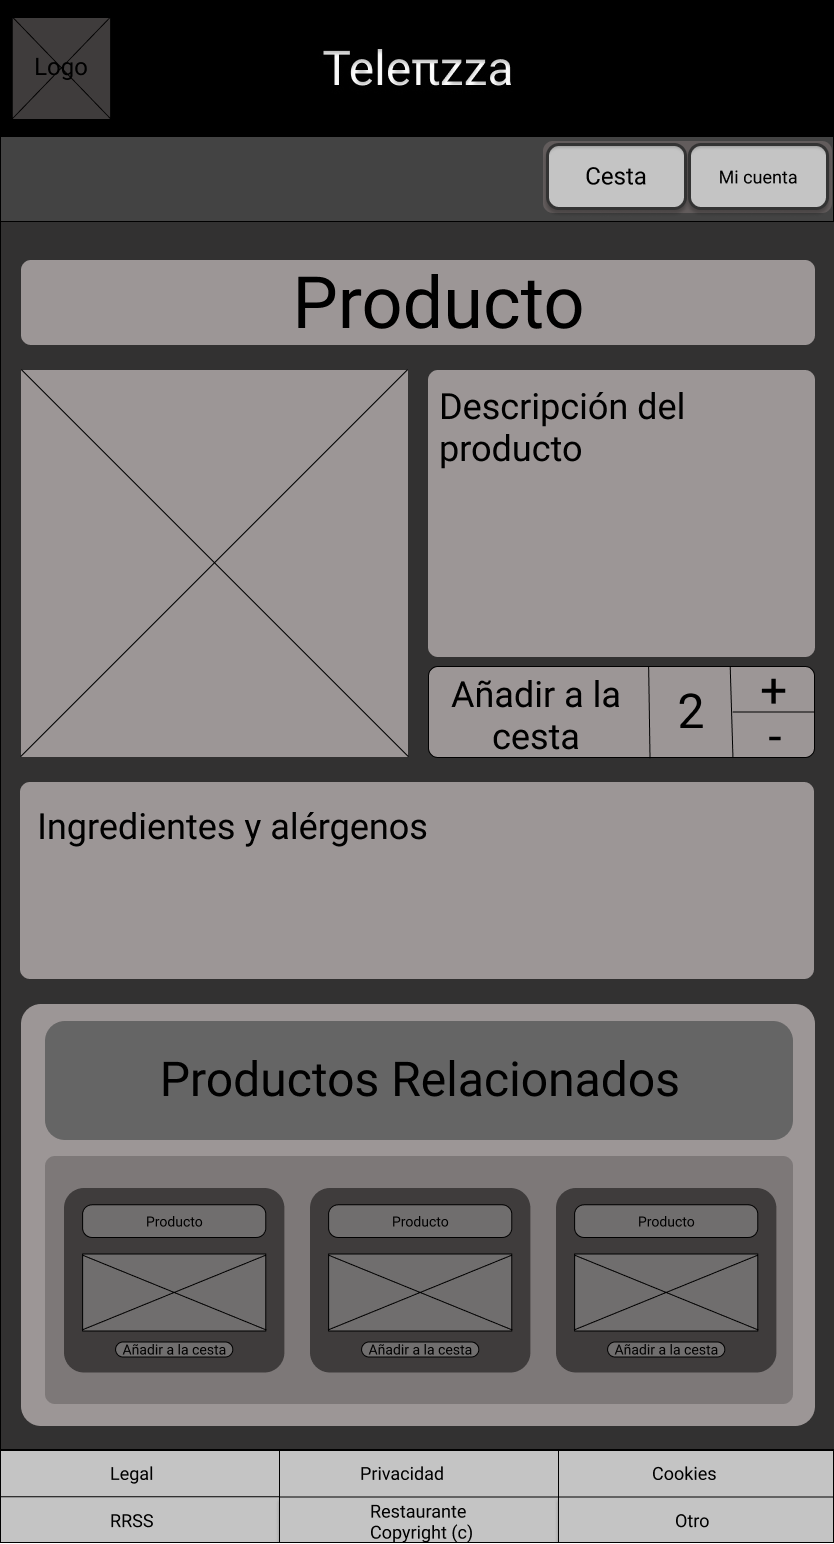 Logo
Teleπzza
Cesta
Mi cuenta
Producto
Descripción del
producto
Añadir a la
cesta
2
+
-
Ingredientes y alérgenos
Productos Relacionados
Producto
Producto
Producto
Añadir a la cesta
Añadir a la cesta
Añadir a la cesta
Legal
Privacidad
Cookies
RRSS
Restaurante
Copyright (c)
Otro